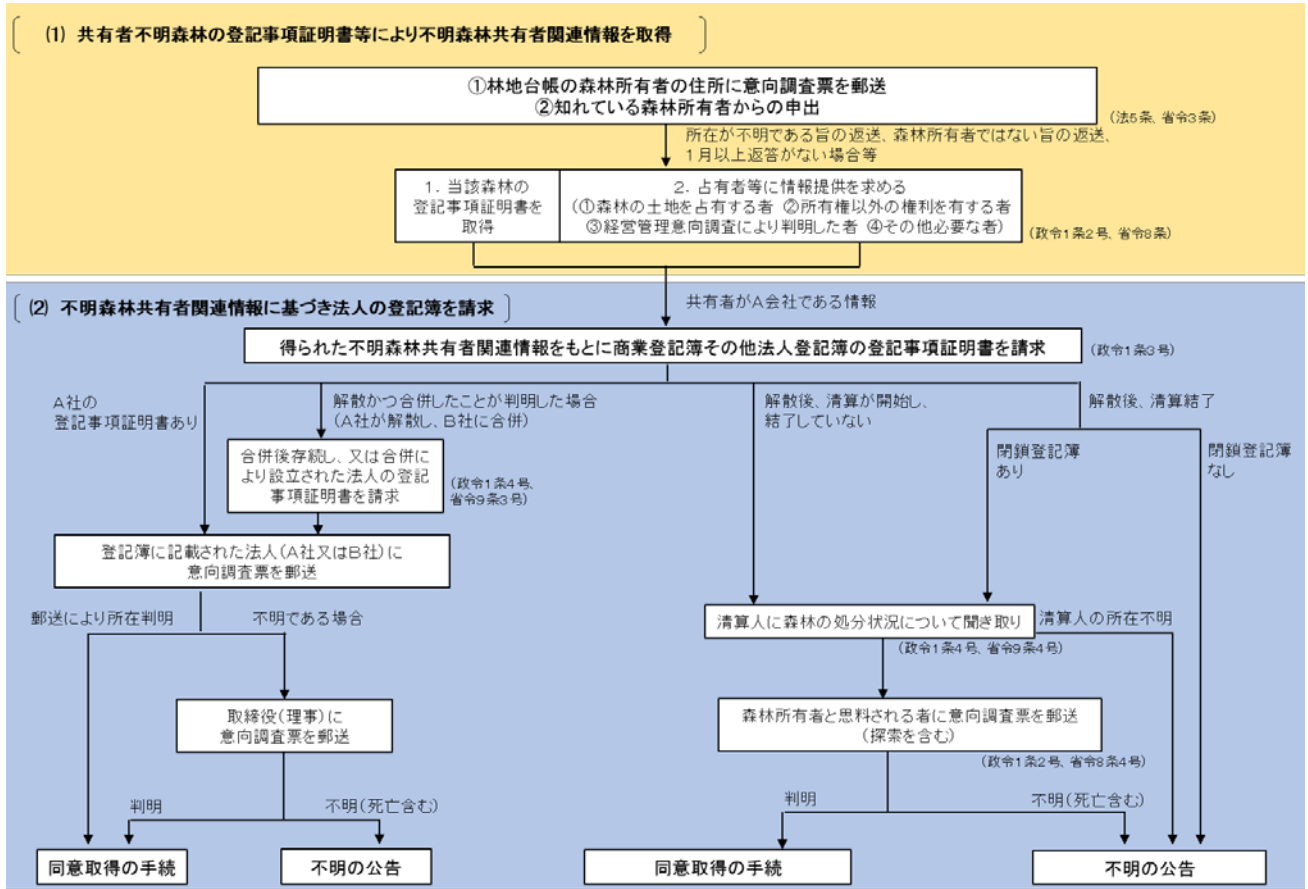 (1) 共有者不明森林の登記事項証明書等により不明森林共有者関連情報を取得
①林地台帳の森林所有者の住所に意向調査票を郵送
②知れている森林所有者からの申出
(法5条、省令3条)
所在が不明である旨の返送、森林所有者ではない旨の返送、
1月以上返答がない場合等
1. 当該森林の
登記事項証明書を
取得
2. 占有者等に情報提供を求める
(①森林の土地を占有する者 ②所有権以外の権利を有する者
③経営管理意向調査により判明した者 ④その他必要な者)
(政令1条2号、省令8条)
(2) 不明森林共有者関連情報に基づき法人の登記簿を請求
共有者がA会社である情報
得られた不明森林共有者関連情報をもとに商業登記簿その他法人登記簿の登記事項証明書を請求
(政令1条3号)
A社の
登記事項証明書あり
解散かつ合併したことが判明した場合
(A社が解散し、B社に合併)
解散後、清算が開始し、
結了していない
解散後、清算結了
合併後存続し、又は合併に
より設立された法人の登記
事項証明書を請求
(政令1条4号、
省令9条3号)
閉鎖登記簿
あり
閉鎖登記簿
なし
登記簿に記載された法人(A社又はB社)に
意向調査票を郵送
郵送により所在判明
不明である場合
清算人に森林の処分状況について聞き取り
清算人の所在不明
(政令1条4号、省令9条4号)
取締役(理事)に
意向調査票を郵送
森林所有者と思料される者に意向調査票を郵送
(探索を含む)
(政令1条2号、省令8条4号)
判明
不明(死亡含む)
判明
不明(死亡含む)
同意取得の手続
不明の公告
同意取得の手続
不明の公告